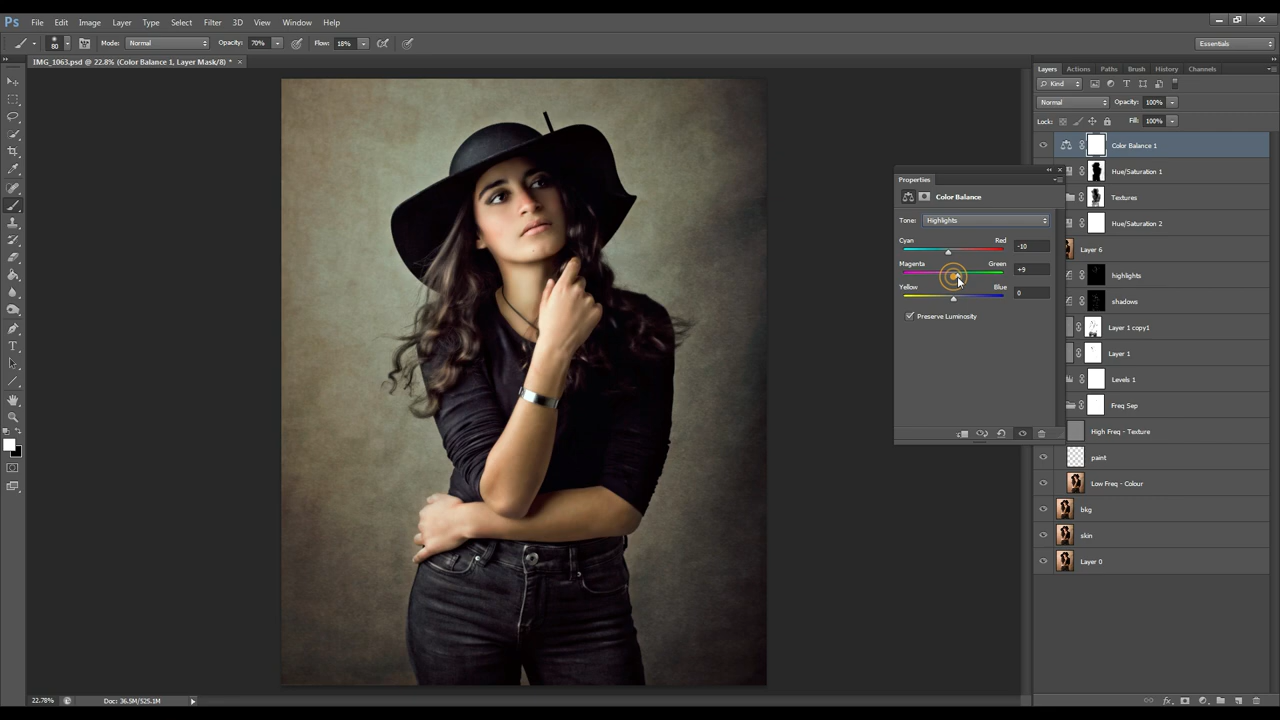 Ps File Edit Image Layer Type Select Filter 3D View Window Help
80 Mode: Normal Opacity: 70% Flow: 18% Essentials
IMG_1063.psd @ 22.8% (Color Balance 1, Layer Mask/8) * ×
Layers Actions Paths Brush History Channels
Kind
Normal Opacity: 100%
Lock: Fill: 100%
Color Balance 1
Hue/Saturation 1
Textures
Hue/Saturation 2
Layer 6
highlights
shadows
Layer 1 copy1
Layer 1
Levels 1
Freq Sep
High Freq - Texture
paint
Low Freq - Colour
bkg
skin
Layer 0
Properties
Color Balance
Tone: Highlights
Cyan Red -10
Magenta Green +9
Yellow Blue 0
Preserve Luminosity
22.78% Doc: 36.5M/525.1M